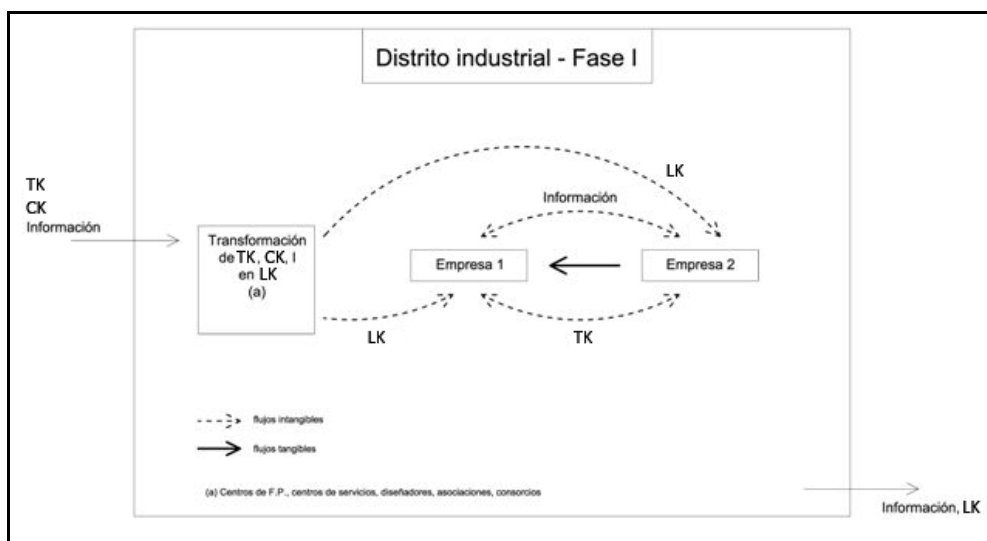 Distrito industrial - Fase I
LK
TK
CK
Información
Información
Transformación
de TK, CK, I
en LK
(a)
Empresa 1
Empresa 2
LK
TK
flujos intangibles
flujos tangibles
(a) Centros de F.P., centros de servicios, diseñadores, asociaciones, consorcios
Información, LK